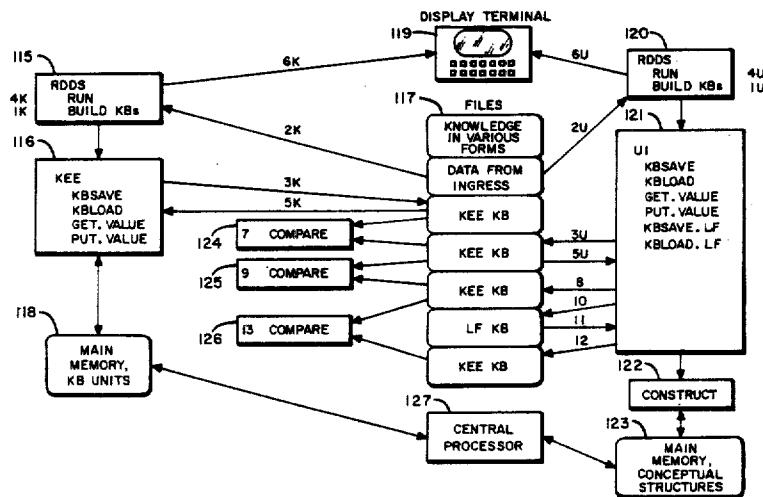 DISPLAY TERMINAL
119
115
RDDS
RUN
BUILD KBs
4K
1K
6K
6U
120
RDDS
RUN
BUILD KBs
4U
1U
117
FILES
KNOWLEDGE
IN VARIOUS
FORMS
DATA FROM
INGRESS
KEE KB
KEE KB
KEE KB
LF KB
KEE KB
2K
2U
116
KEE
KBSAVE
KBLOAD
GET.VALUE
PUT.VALUE
3K
5K
121
U1
KBSAVE
KBLOAD
GET.VALUE
PUT.VALUE
KBSAVE.LF
KBLOAD.LF
3U
5U
8
10
11
12
124
7 COMPARE
125
9 COMPARE
126
13 COMPARE
118
MAIN
MEMORY,
KB UNITS
127
CENTRAL
PROCESSOR
122
CONSTRUCT
123
MAIN
MEMORY,
CONCEPTUAL
STRUCTURES